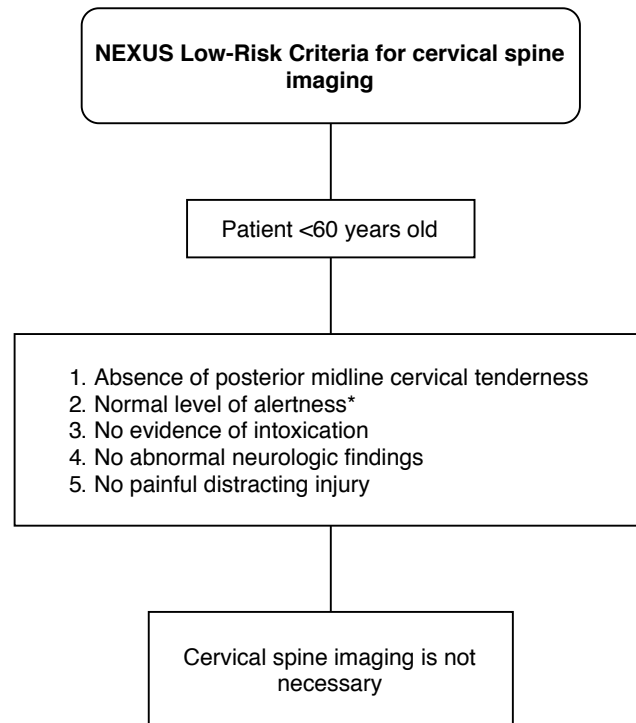 NEXUS Low-Risk Criteria for cervical spine
imaging
Patient <60 years old
1. Absence of posterior midline cervical tenderness
2. Normal level of alertness*
3. No evidence of intoxication
4. No abnormal neurologic findings
5. No painful distracting injury
Cervical spine imaging is not
necessary